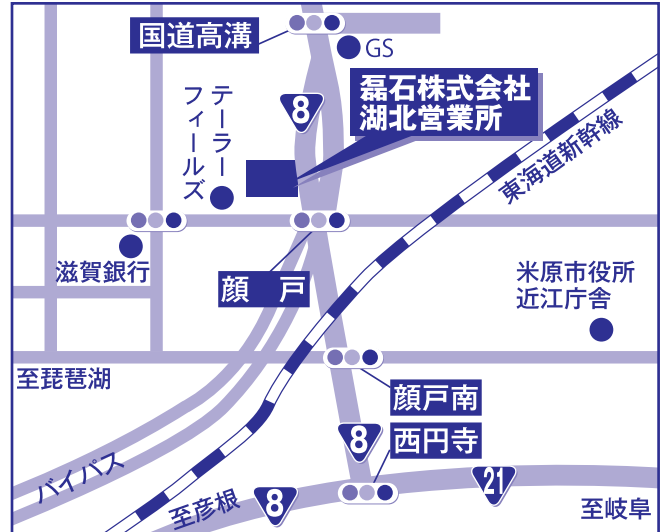 国道高溝
GS
8
磊石株式会社
湖北営業所
テーラー
フィールズ
東海道新幹線
滋賀銀行
顔 戸
米原市役所
近江庁舎
至琵琶湖
顔戸南
8
西円寺
バイパス
21
8
至彦根
至岐阜